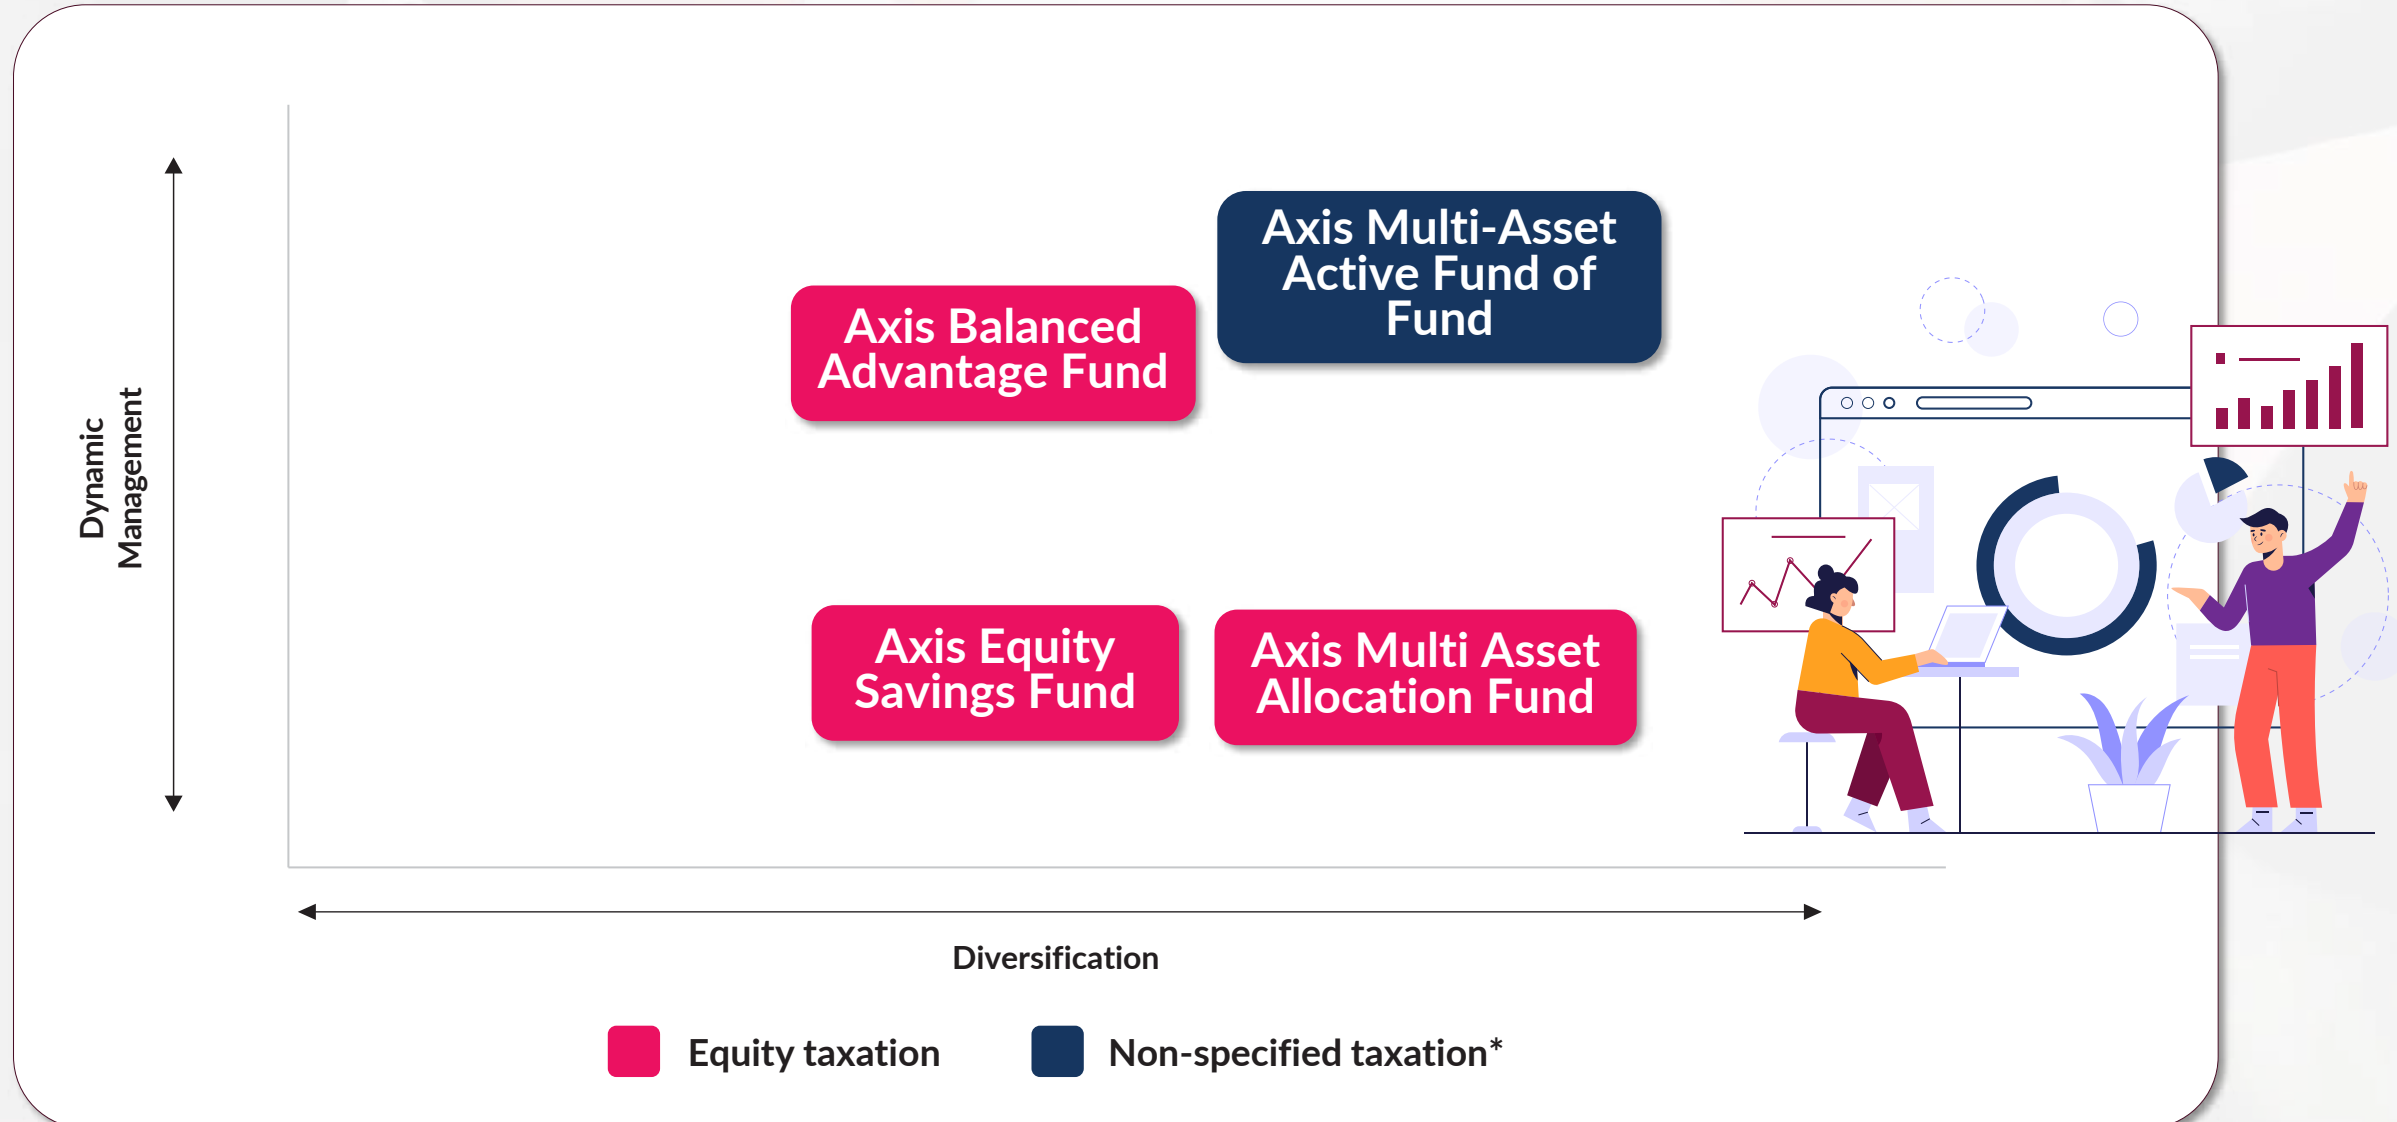 Axis Multi-Asset
Active Fund of
Fund
Axis Balanced
Advantage Fund
Dynamic
Management
Axis Equity
Savings Fund
Axis Multi Asset
Allocation Fund
Diversification
Equity taxation
Non-specified taxation*